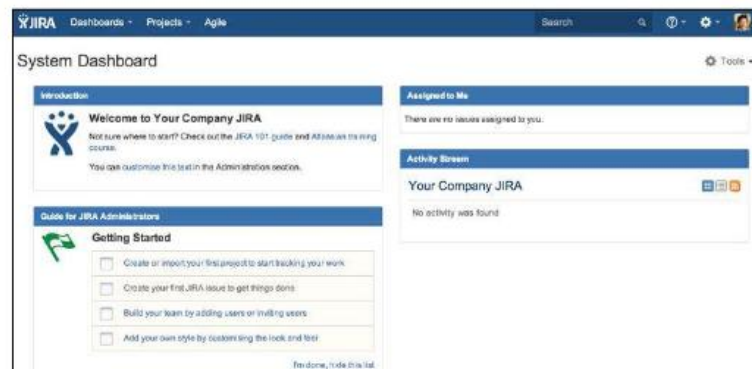 JIRA Dashboards Projects Agile Search
System Dashboard
Tools
Introduction
Welcome to Your Company JIRA
Not sure where to start? Check out the JIRA 101 guide and Atlassian training
course.
You can customise this text in the Administration section.
Guide for JIRA Administrators
Getting Started
Create or import your first project to start tracking your work
Create your first JIRA issue to get things done
Build your team by adding users or inviting users
Add your own style by customising the look and feel
I'm done, hide this list
Assigned to Me
There are no issues assigned to you.
Activity Stream
Your Company JIRA
No activity was found